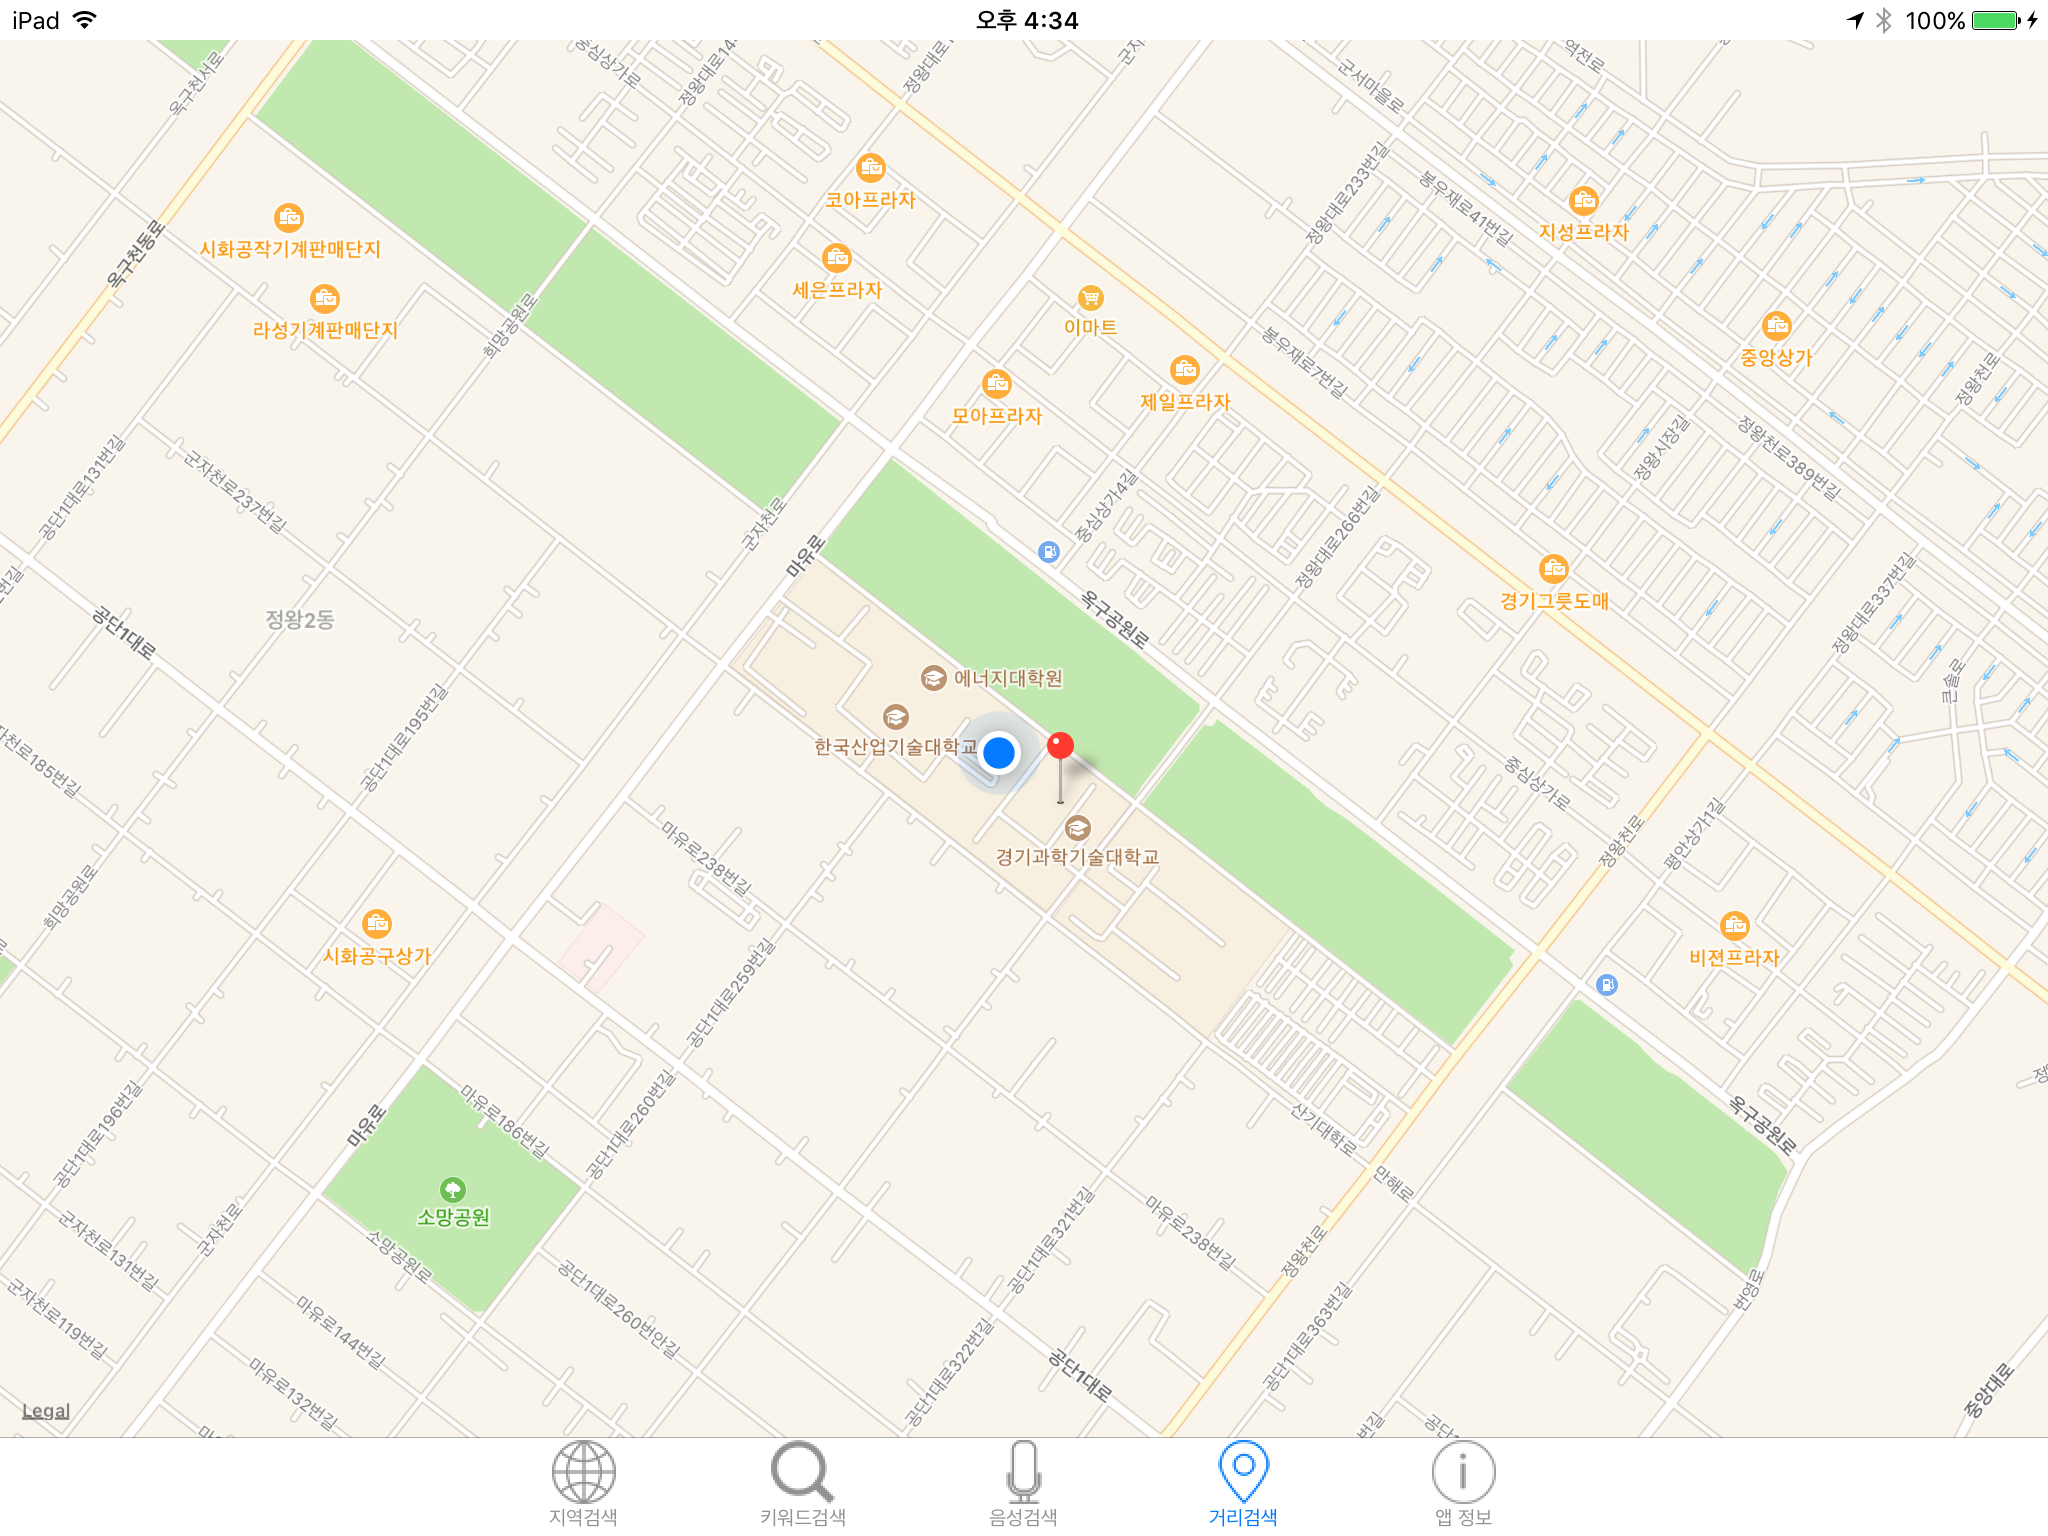 iPad
오후 4:34
100%
옥구천서로
중심상가로
군서마을로
코아프라자
정왕대로233번길
봉우재로41번길
지성프라자
시화공작기계판매단지
옥구천동로
세은프라자
라성기계판매단지
희망공원로
이마트
봉우재로7번길
중앙상가
모아프라자
제일프라자
정왕천로
공단1대로131번길
군자천로237번길
중심상가4길
정왕대로266번길
정왕시장길
정왕천로389번길
군자천로
마유로
경기그릇도매
정왕대로337번길
공단1대로
정왕2동
옥구공원로
에너지대학원
큰솔로
한국산업기술대학교
공단1대로195번길
중심상가로
마유로238번길
경기과학기술대학교
정왕천로
평안상가1길
희망공원로
시화공구상가
공단1대로259번길
비젼프라자
마유로
마유로186번길
공단1대로260번길
산기대학로
옥구공원로
공단1대로196번길
만해로
소망공원
군자천로
군자천로131번길
소망공원로
공단1대로321번길
마유로238번길
정왕천로
번영로
군자천로119번길
마유로144번길
공단1대로260번안길
공단1대로363번길
마유로132번길
공단1대로322번길
공단1대로
중앙대로
Legal
지역검색
키워드검색
음성검색
거리검색
앱 정보